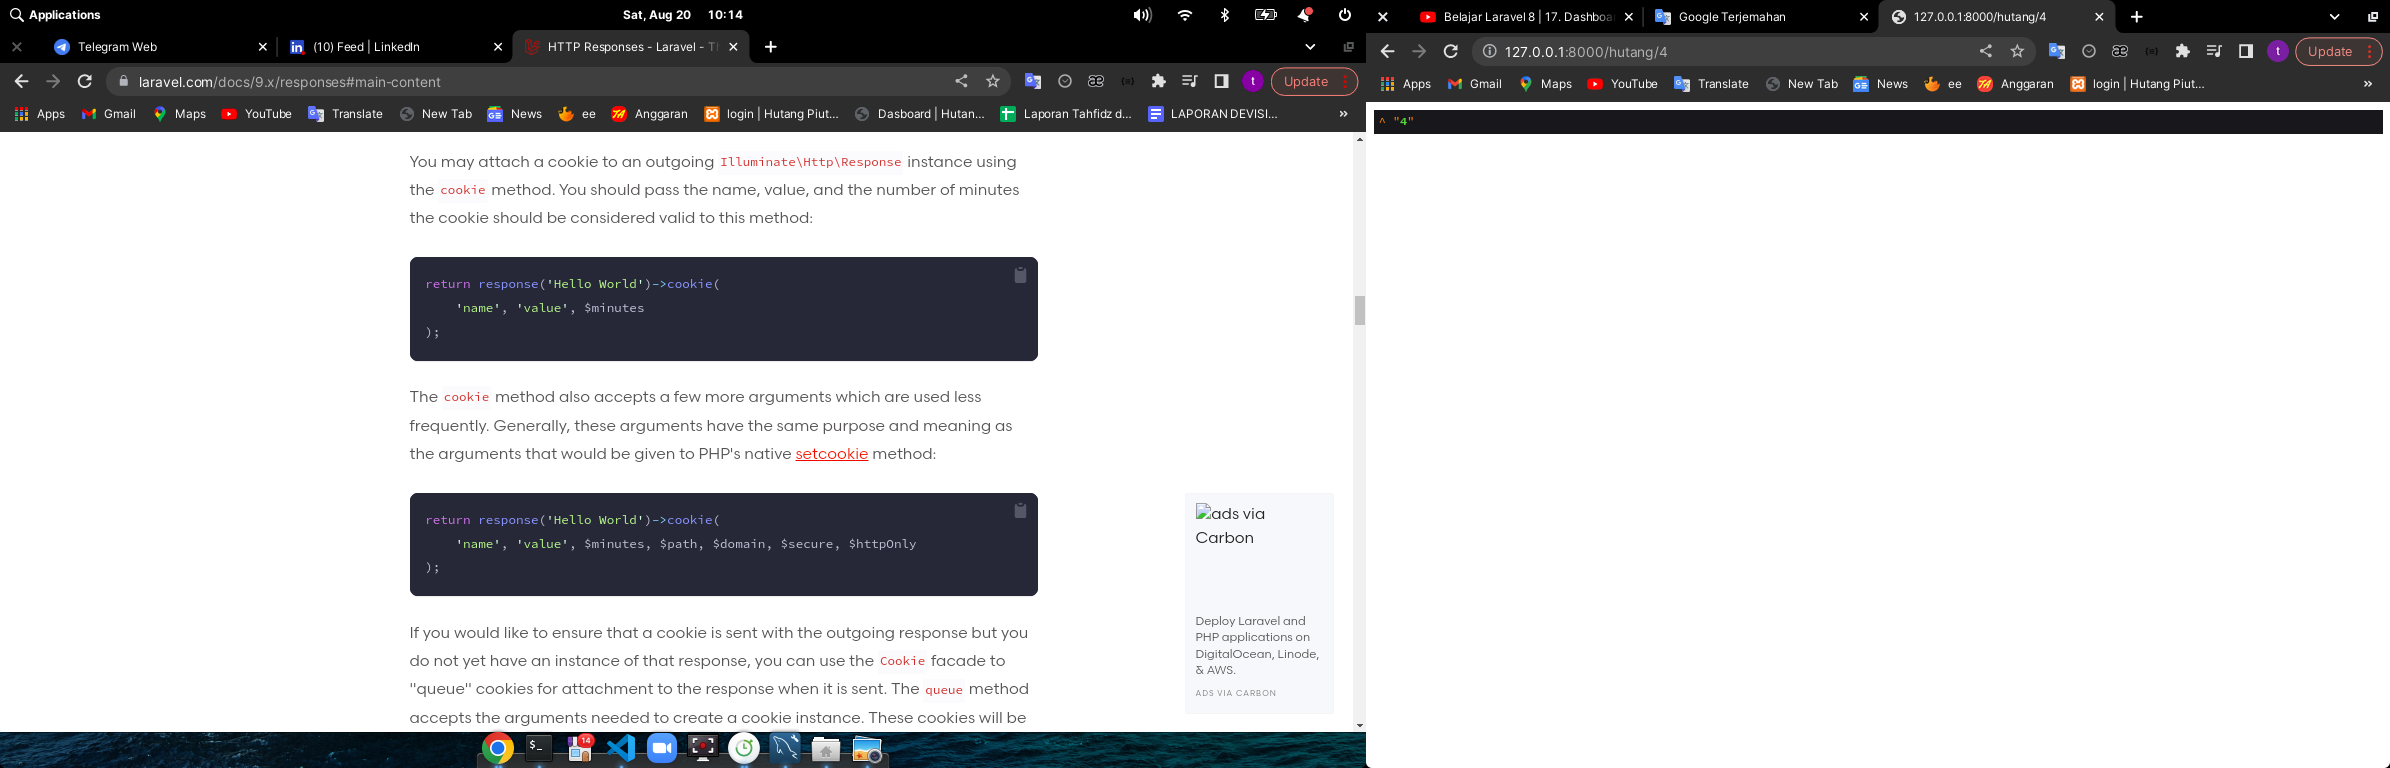 Applications
Sat, Aug 20 10:14
Telegram Web
(10) Feed | LinkedIn
HTTP Responses - Laravel - Th
laravel.com/docs/9.x/responses#main-content
Update
Apps
Gmail
Maps
YouTube
Translate
New Tab
News
ee
Anggaran
login | Hutang Piut...
Dasboard | Hutan...
Laporan Tahfidz d...
LAPORAN DEVISI...
»
You may attach a cookie to an outgoing Illuminate\Http\Response instance using
the cookie method. You should pass the name, value, and the number of minutes
the cookie should be considered valid to this method:
return response('Hello World')->cookie(
'name', 'value', $minutes
);
The cookie method also accepts a few more arguments which are used less
frequently. Generally, these arguments have the same purpose and meaning as
the arguments that would be given to PHP's native setcookie method:
return response('Hello World')->cookie(
'name', 'value', $minutes, $path, $domain, $secure, $httpOnly
);
If you would like to ensure that a cookie is sent with the outgoing response but you
do not yet have an instance of that response, you can use the Cookie facade to
"queue" cookies for attachment to the response when it is sent. The queue method
accepts the arguments needed to create a cookie instance. These cookies will be
ads via
Carbon
Deploy Laravel and
PHP applications on
DigitalOcean, Linode,
& AWS.
ADS VIA CARBON
14
Belajar Laravel 8 | 17. Dashboa
Google Terjemahan
127.0.0.1:8000/hutang/4
127.0.0.1:8000/hutang/4
t
Update
Apps
Gmail
Maps
YouTube
Translate
New Tab
News
ee
Anggaran
login | Hutang Piut...
»
^ "4"